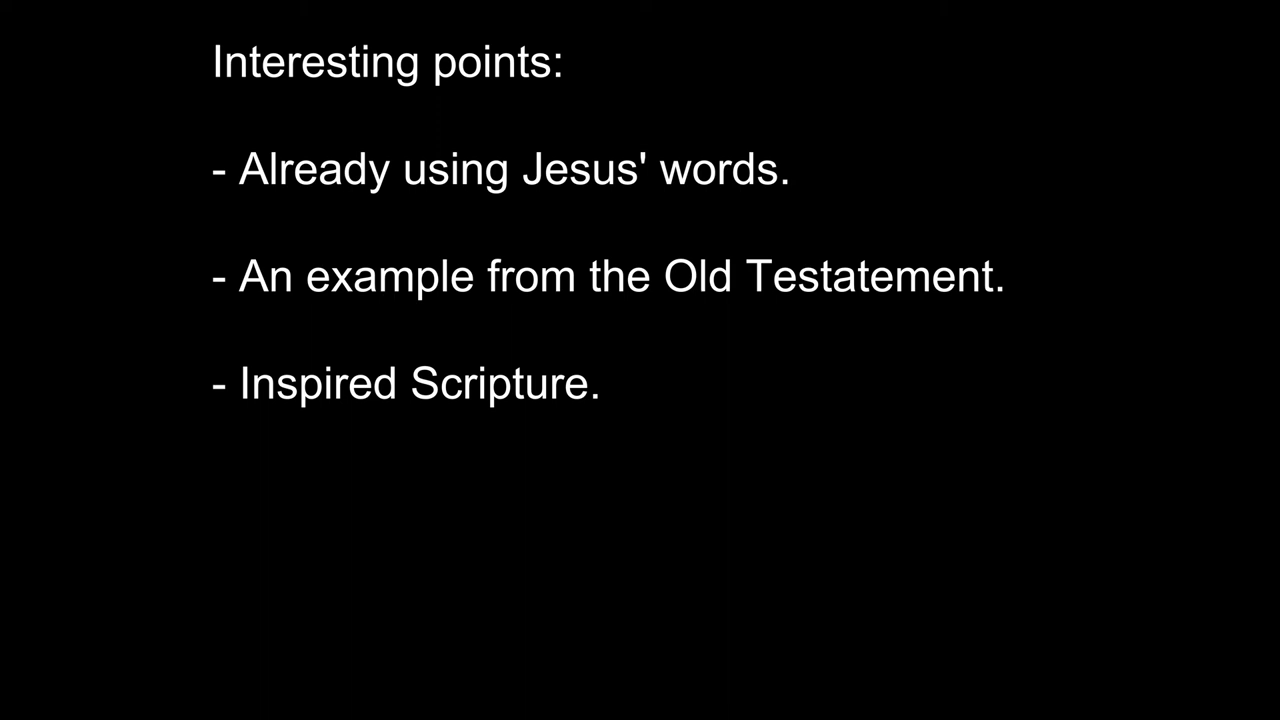 Interesting points:
- Already using Jesus' words.
- An example from the Old Testatement.
- Inspired Scripture.